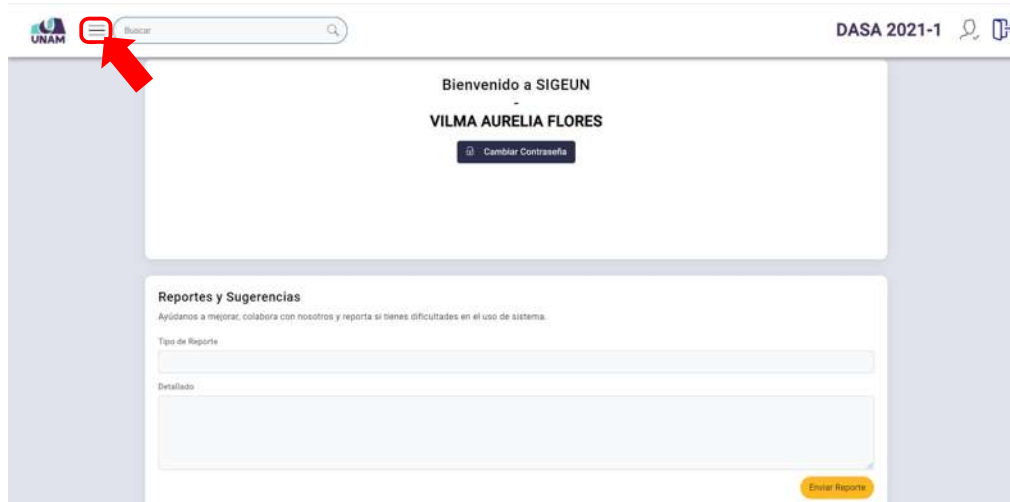 UNAM
Buscar
DASA 2021-1
Bienvenido a SIGEUN
-
VILMA AURELIA FLORES
Cambiar Contraseña
Reportes y Sugerencias
Ayúdanos a mejorar, colabora con nosotros y reporta si tienes dificultades en el uso de sistema.
Tipo de Reporte
Detallado
Enviar Reporte